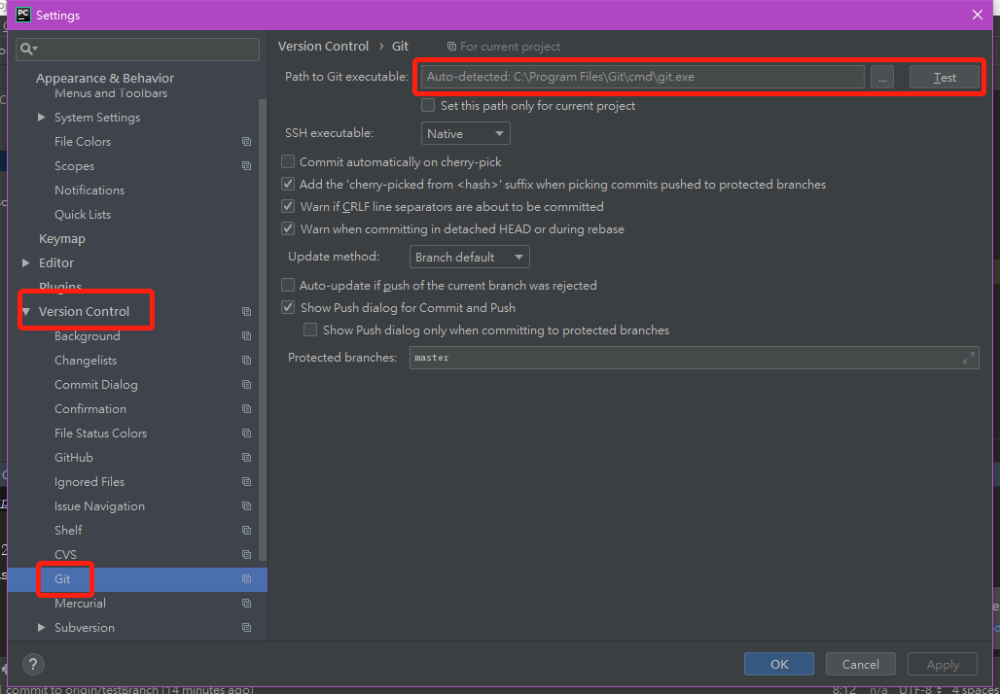 PC Settings
Version Control › Git For current project
Appearance & Behavior
Menus and Toolbars
System Settings
File Colors
Scopes
Notifications
Quick Lists
Keymap
Editor
Plugins
Version Control
Background
Changelists
Commit Dialog
Confirmation
File Status Colors
GitHub
Ignored Files
Issue Navigation
Shelf
CVS
Git
Mercurial
Subversion
Path to Git executable: Auto-detected: C:\Program Files\Git\cmd\git.exe ... Test
Set this path only for current project
SSH executable: Native
Commit automatically on cherry-pick
Add the 'cherry-picked from <hash>' suffix when picking commits pushed to protected branches
Warn if CRLF line separators are about to be committed
Warn when committing in detached HEAD or during rebase
Update method: Branch default
Auto-update if push of the current branch was rejected
Show Push dialog for Commit and Push
Show Push dialog only when committing to protected branches
Protected branches: master
? OK Cancel Apply
commit to origin/testBranch (14 minutes ago) 8:12 n/a UTF-8 4 spaces